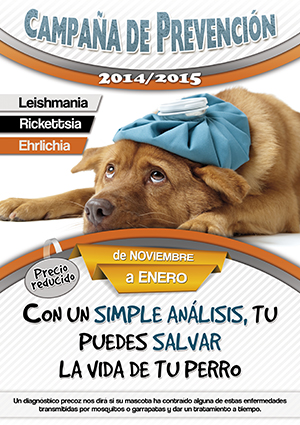 CAMPAÑA DE PREVENCIÓN
2014/2015
Leishmania
Rickettsia
Ehrlichia
de NOVIEMBRE
a ENERO
Precio
reducido
CON UN SIMPLE ANÁLISIS, TU
PUEDES SALVAR
LA VIDA DE TU PERRO
Un diagnóstico precoz nos dira si su mascota ha contraido alguna de estas enfermedades
transmitidas por mosquitos o garrapatas y dar un tratamiento a tiempo.